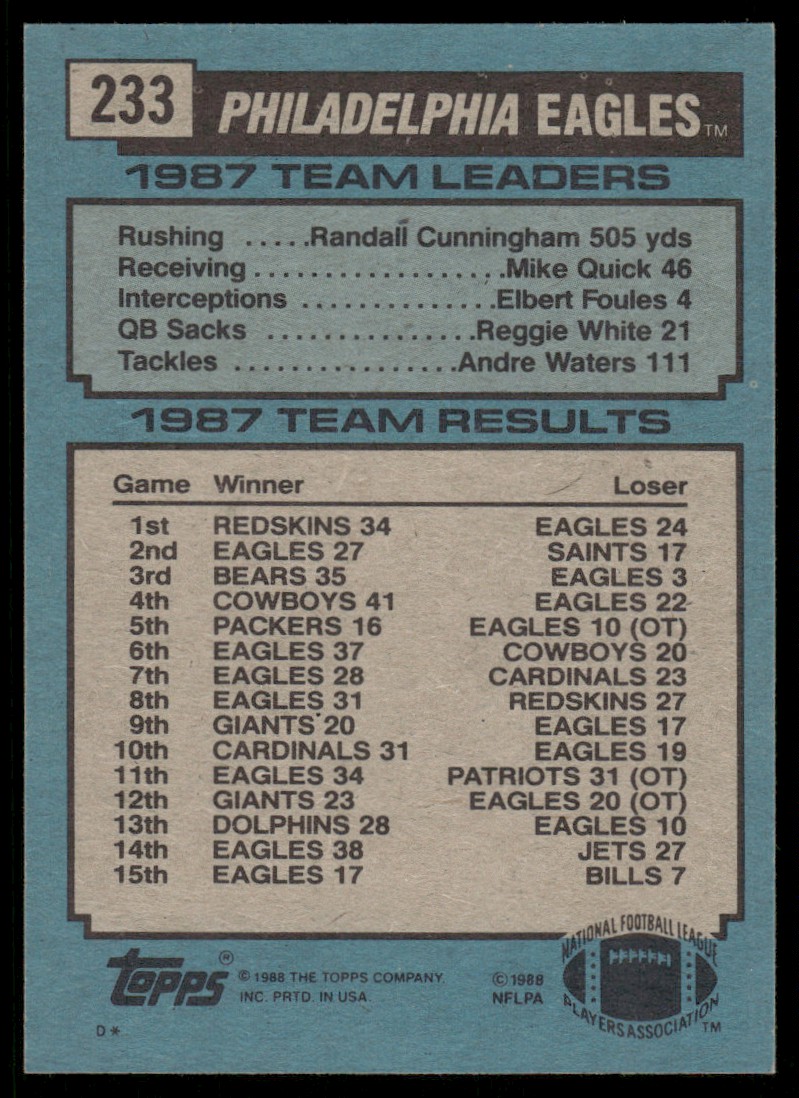 233 PHILADELPHIA EAGLES™
1987 TEAM LEADERS
Rushing .....Randall Cunningham 505 yds
Receiving...................Mike Quick 46
Interceptions ..............Elbert Foules 4
QB Sacks ...............Reggie White 21
Tackles ................Andre Waters 111
1987 TEAM RESULTS
Game Winner Loser
1st REDSKINS 34 EAGLES 24
2nd EAGLES 27 SAINTS 17
3rd BEARS 35 EAGLES 3
4th COWBOYS 41 EAGLES 22
5th PACKERS 16 EAGLES 10 (OT)
6th EAGLES 37 COWBOYS 20
7th EAGLES 28 CARDINALS 23
8th EAGLES 31 REDSKINS 27
9th GIANTS 20 EAGLES 17
10th CARDINALS 31 EAGLES 19
11th EAGLES 34 PATRIOTS 31 (OT)
12th GIANTS 23 EAGLES 20 (OT)
13th DOLPHINS 28 EAGLES 10
14th EAGLES 38 JETS 27
15th EAGLES 17 BILLS 7
topps®
© 1988 THE TOPPS COMPANY,
INC. PRTD. IN USA.
© 1988
NFLPA
NATIONAL FOOTBALL LEAGUE
PLAYERS ASSOCIATION ™
D*